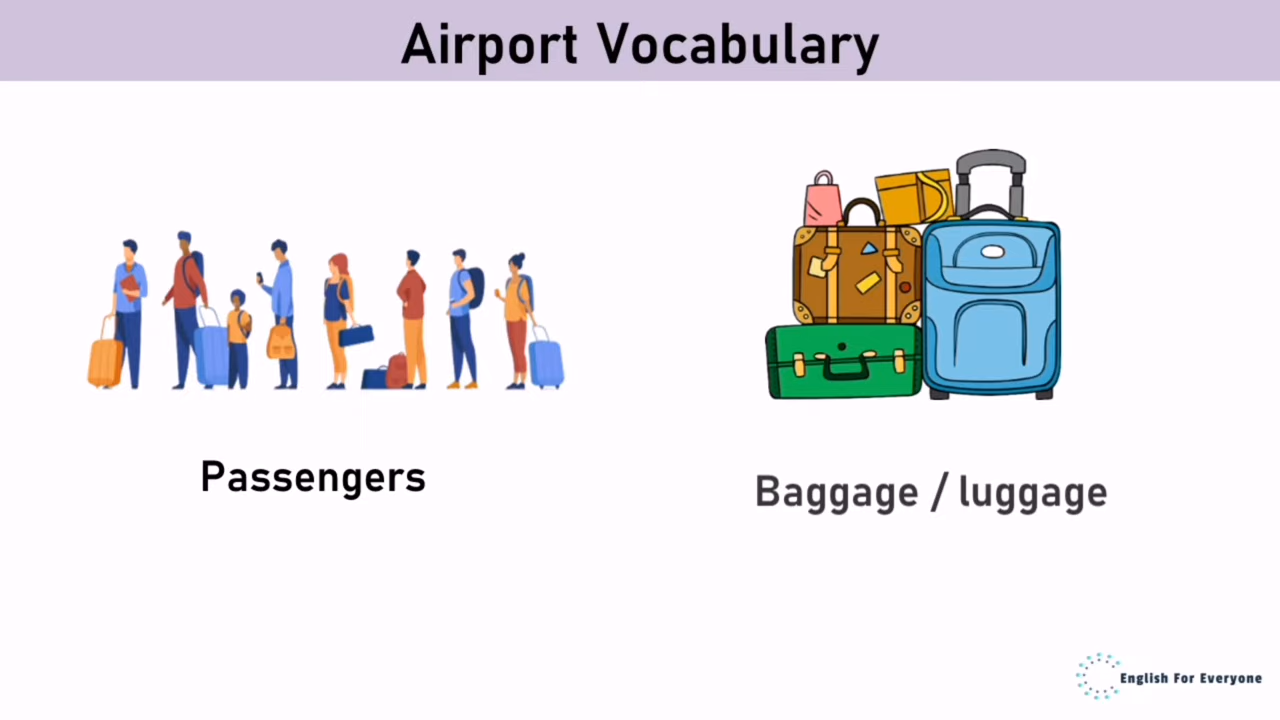 Airport Vocabulary
Passengers
Baggage / luggage
English For Everyone